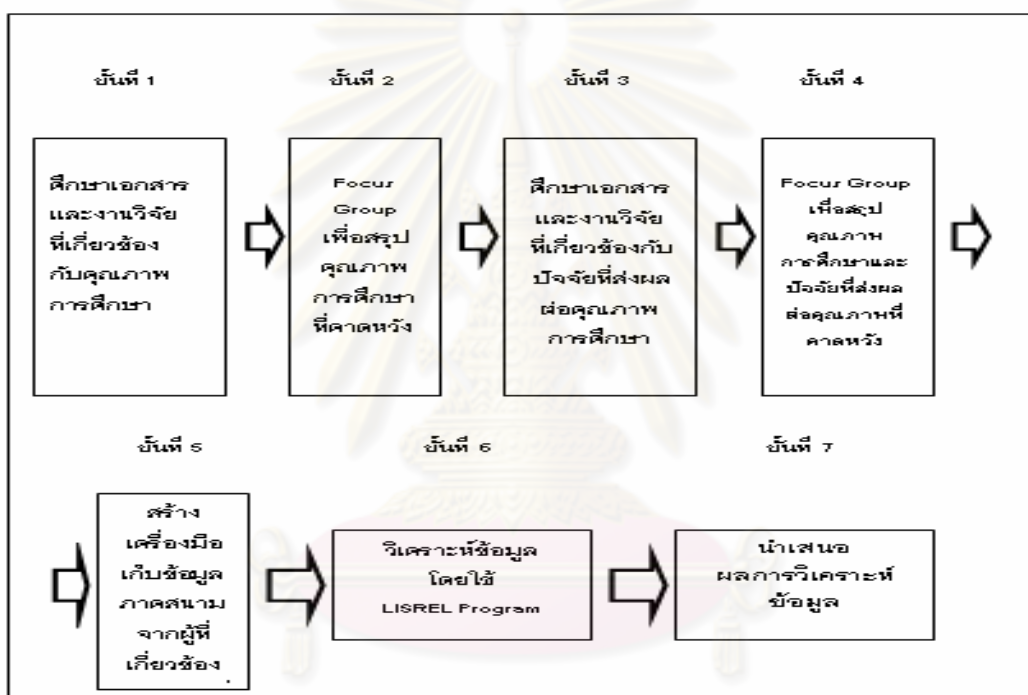 ขั้นที่ 1
ขั้นที่ 2
ขั้นที่ 3
ขั้นที่ 4
ศึกษาเอกสาร
และงานวิจัย
ที่เกี่ยวข้อง
กับคุณภาพ
การศึกษา
Focus
Group
เพื่อสรุป
คุณภาพ
การศึกษา
ที่คาดหวัง
ศึกษาเอกสาร
และงานวิจัย
ที่เกี่ยวข้องกับ
ปัจจัยที่ส่งผล
ต่อคุณภาพ
การศึกษา
Focus Group
เพื่อสรุป
คุณภาพ
การศึกษาและ
ปัจจัยที่ส่งผล
ต่อคุณภาพที่
คาดหวัง
ขั้นที่ 5
ขั้นที่ 6
ขั้นที่ 7
สร้าง
เครื่องมือ
เก็บข้อมูล
ภาคสนาม
จากผู้ที่
เกี่ยวข้อง
วิเคราะห์ข้อมูล
โดยใช้
LISREL Program
นำเสนอ
ผลการวิเคราะห์
ข้อมูล